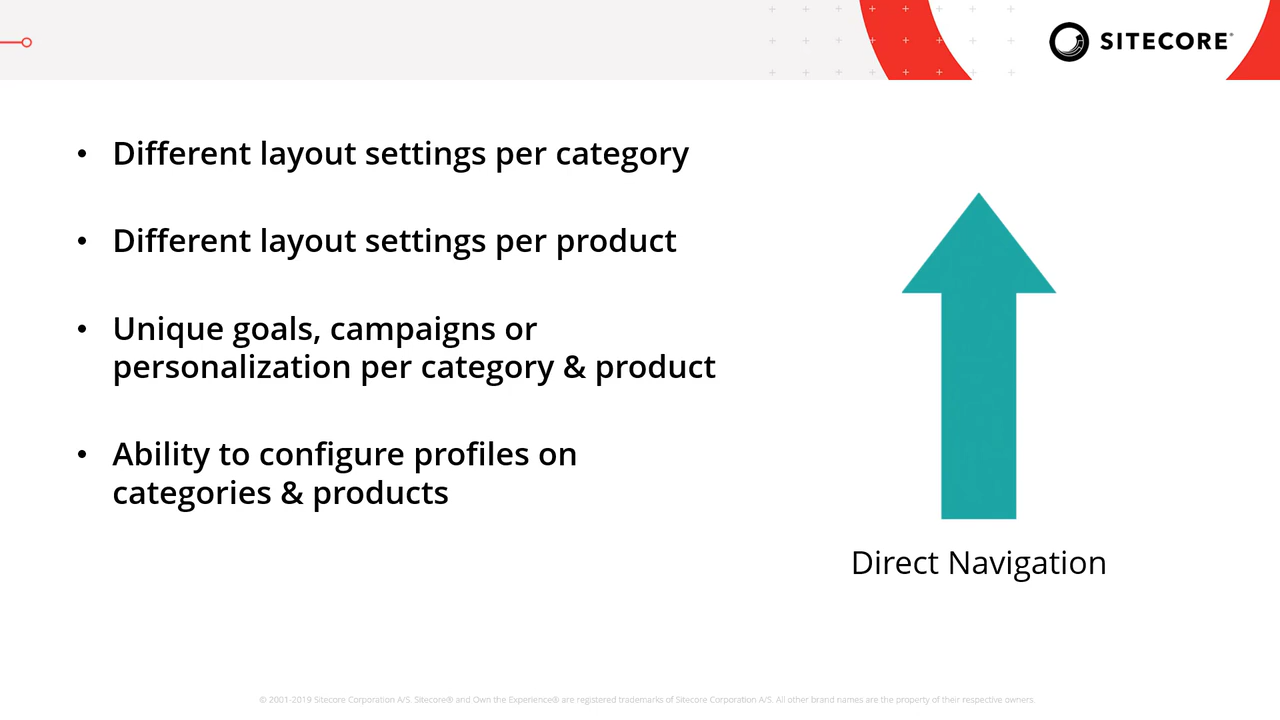 SITECORE®
• Different layout settings per category
• Different layout settings per product
• Unique goals, campaigns or
personalization per category & product
• Ability to configure profiles on
categories & products
Direct Navigation
© 2001-2019 Sitecore Corporation A/S. Sitecore® and Own the Experience® are registered trademarks of Sitecore Corporation A/S. All other brand names are the property of their respective owners.